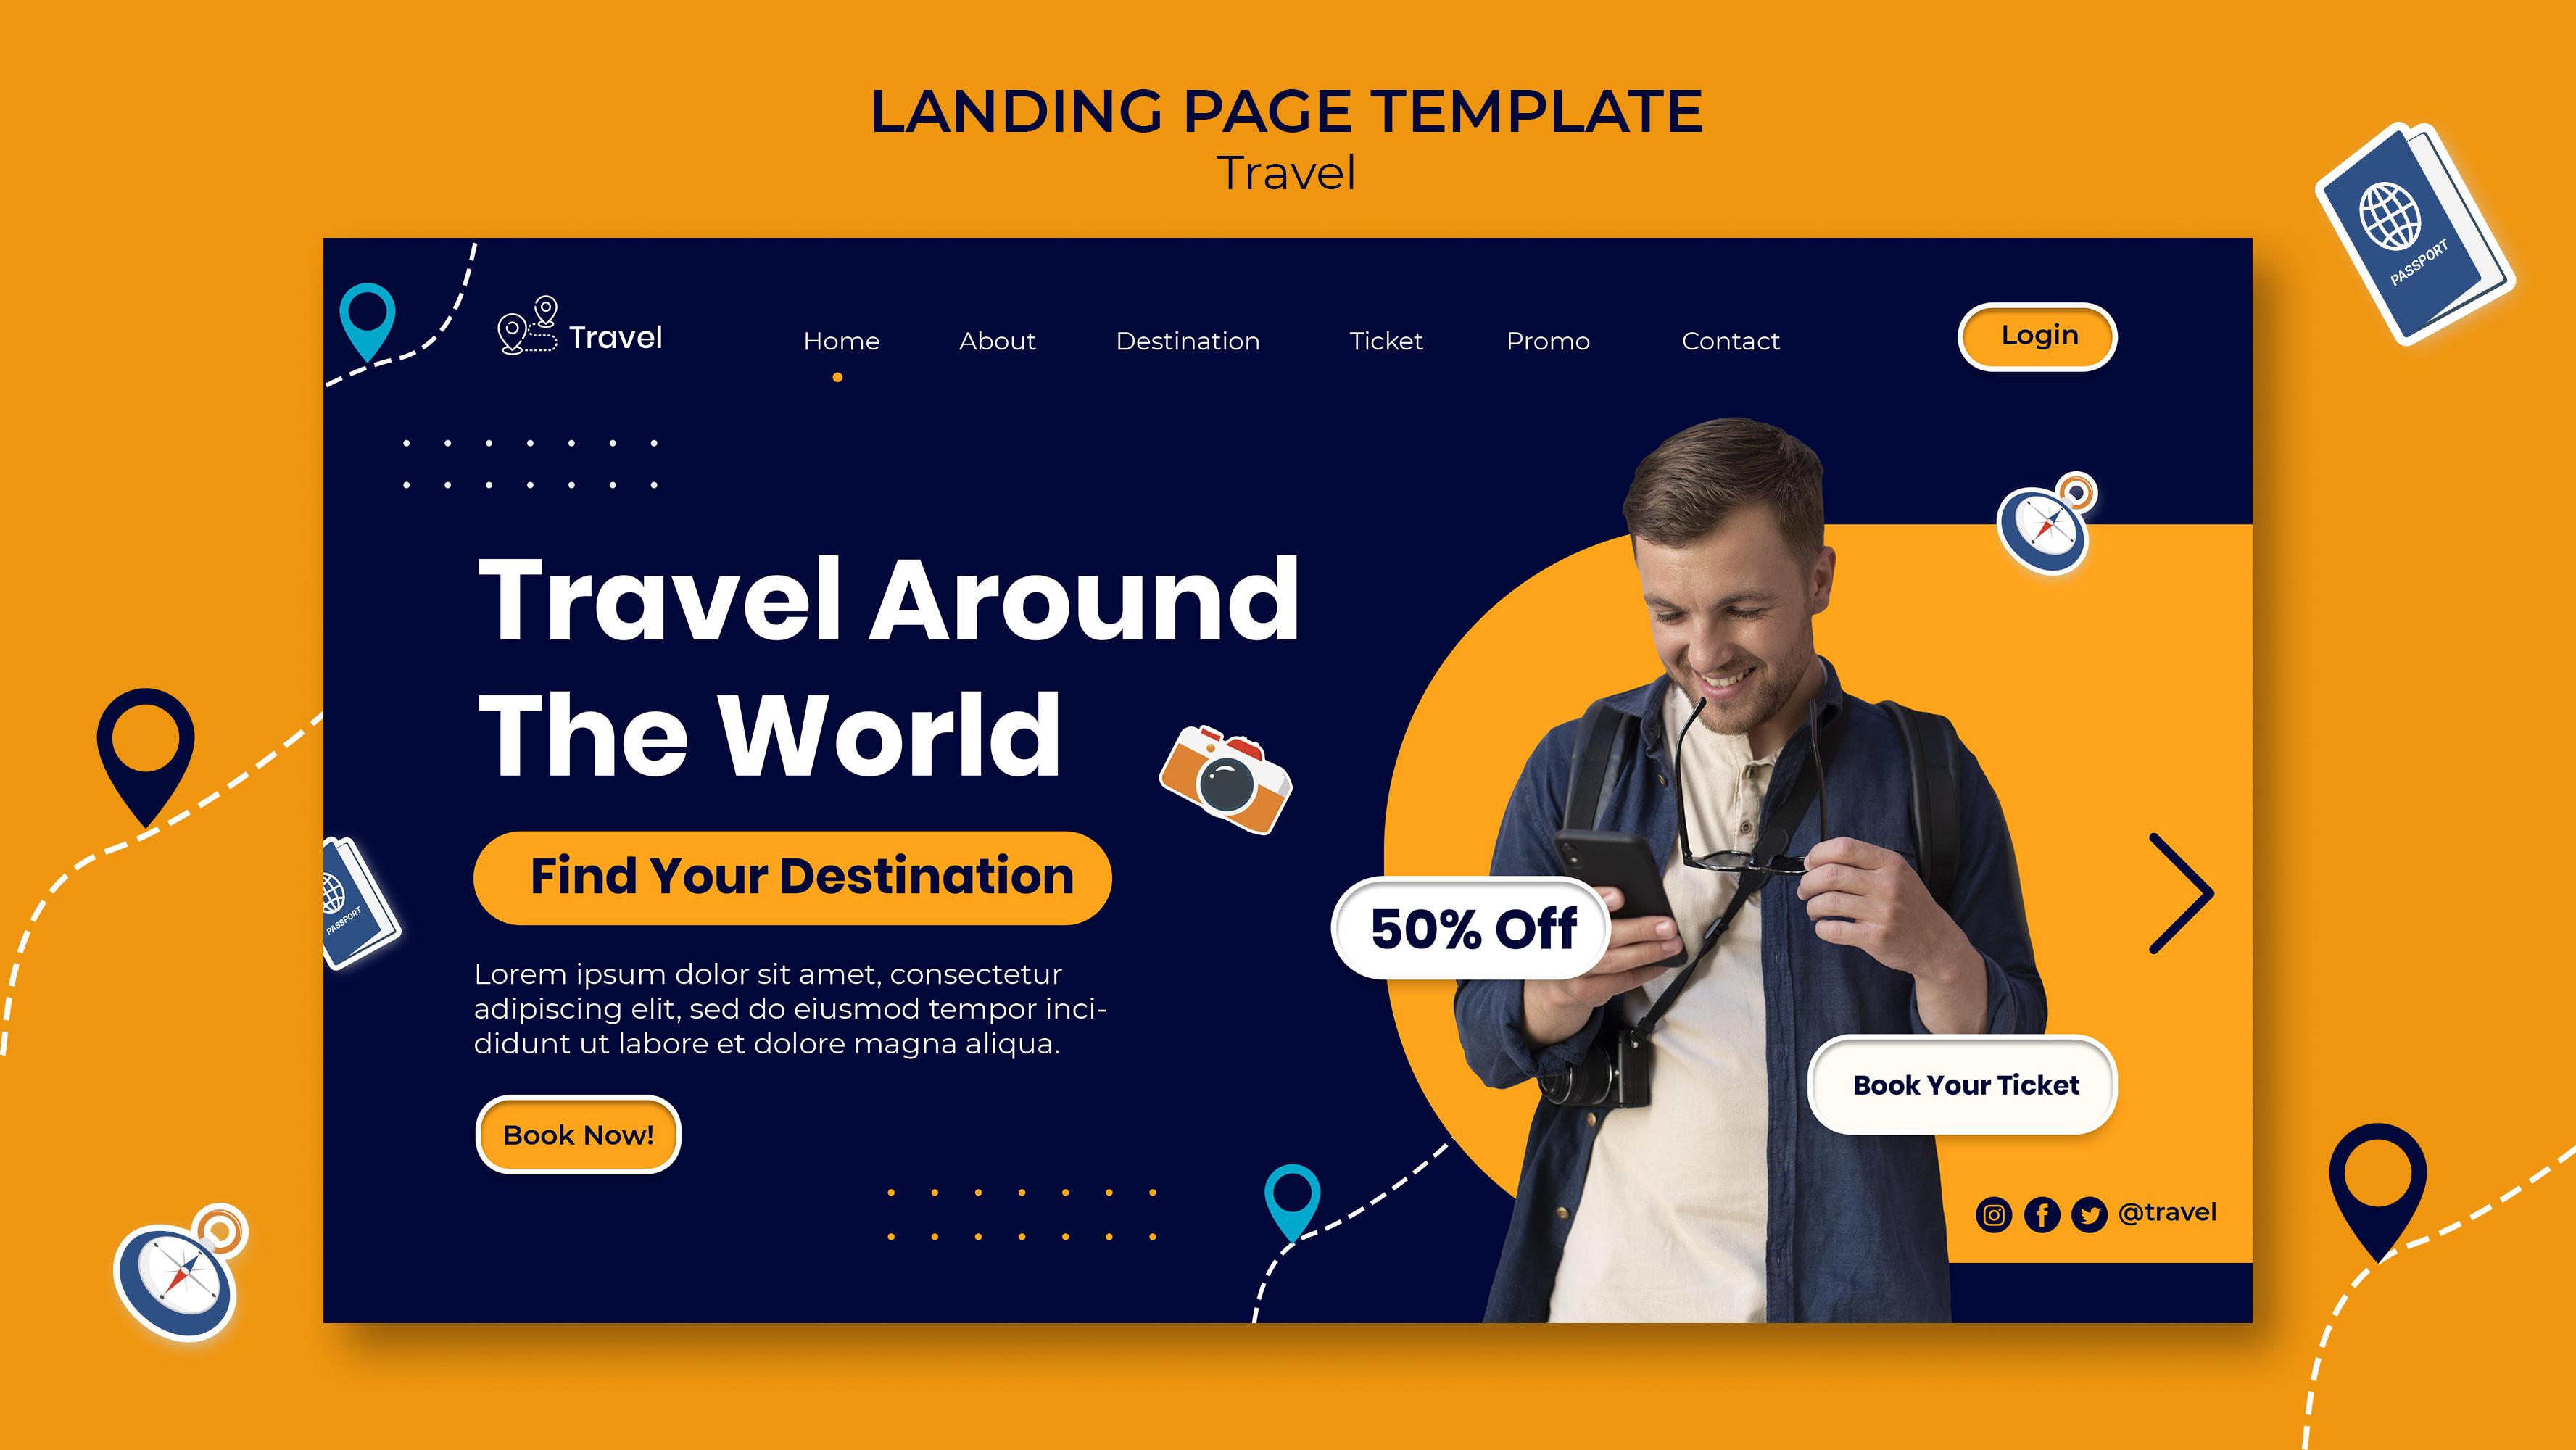 LANDING PAGE TEMPLATE
Travel
PASSPORT
Travel
Home
About
Destination
Ticket
Promo
Contact
Login
Travel Around
The World
Find Your Destination
PASSPORT
Lorem ipsum dolor sit amet, consectetur
adipiscing elit, sed do eiusmod tempor inci-
didunt ut labore et dolore magna aliqua.
Book Now!
50% Off
Book Your Ticket
@travel